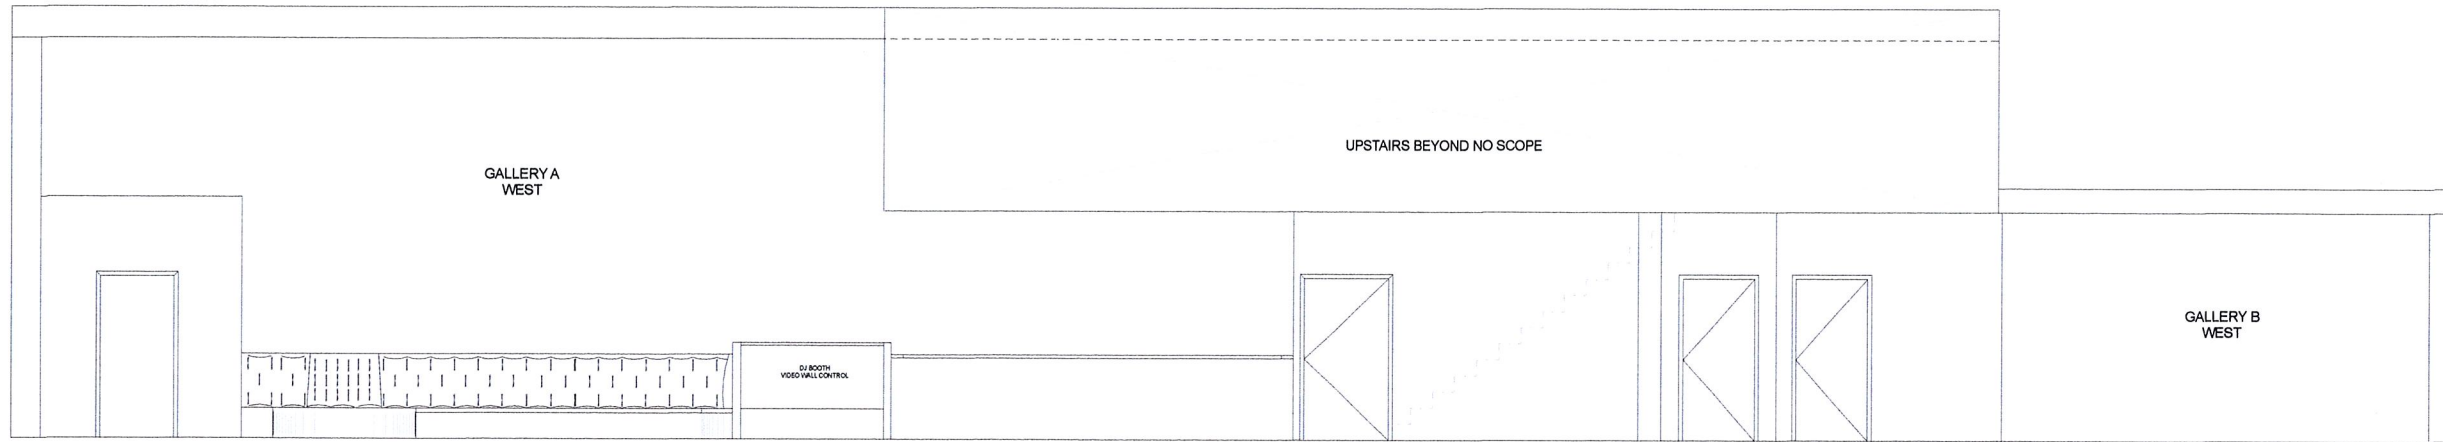 GALLERY A
WEST
UPSTAIRS BEYOND NO SCOPE
DJ BOOTH
VIDEO WALL CONTROL
GALLERY B
WEST